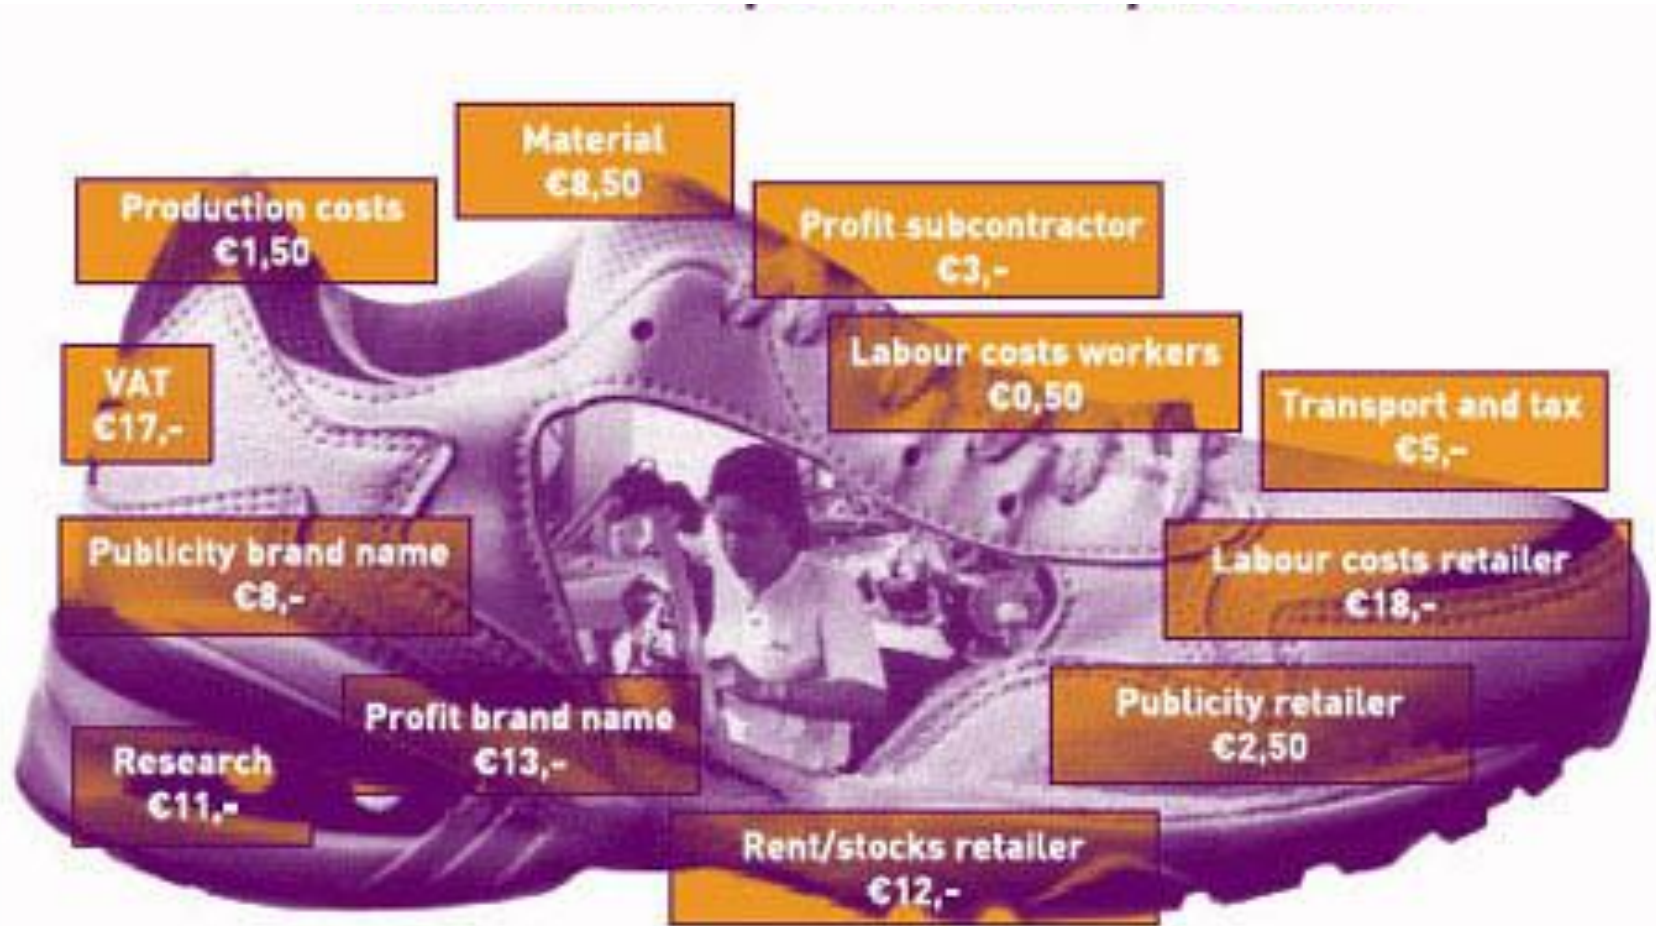 Material
€8,50
Production costs
€1,50
Profit subcontractor
€3,-
Labour costs workers
€0,50
VAT
€17,-
Transport and tax
€5,-
Publicity brand name
€8,-
Labour costs retailer
€18,-
Profit brand name
€13,-
Publicity retailer
€2,50
Research
€11,-
Rent/stocks retailer
€12,-